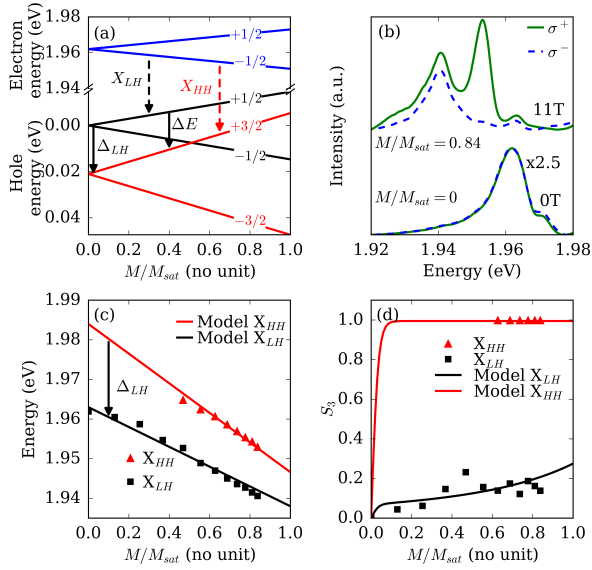 (a)
Electron
energy (eV)
1.98
1.96
1.94
+1/2
−1/2
X_LH
X_HH
+1/2
Hole
energy (eV)
0.00
0.02
0.04
Δ_LH
ΔE
+3/2
−1/2
−3/2
0.0 0.2 0.4 0.6 0.8 1.0
M/M_sat (no unit)
(b)
σ⁺
σ⁻
Intensity (a.u.)
11T
M/M_sat = 0.84
x2.5
M/M_sat = 0
0T
1.92 1.94 1.96 1.98
Energy (eV)
(c)
Model X_HH
Model X_LH
Energy (eV)
1.99
1.98
1.96
1.95
1.94
Δ_LH
X_HH
X_LH
0.0 0.2 0.4 0.6 0.8 1.0
M/M_sat (no unit)
(d)
S_3
1.0
0.8
0.6
0.4
0.2
0.0
X_HH
X_LH
Model X_LH
Model X_HH
0.0 0.2 0.4 0.6 0.8 1.0
M/M_sat (no unit)